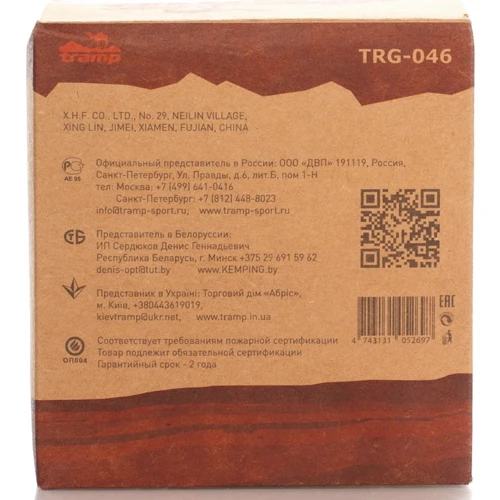 tramp
TRG-046
X.H.F. CO., LTD., No. 29, NEILIN VILLAGE,
XING LIN, JIMEI, XIAMEN, FUJIAN, CHINA
Официальный представитель в России: ООО «ДВП» 191119, Россия,
Санкт-Петербург, Ул. Правды, д.6, лит.Б, пом 1-Н
тел: Москва: +7 (499) 641-0416
Санкт-Петербург: +7 (812) 448-8023
info@tramp-sport.ru; www.tramp-sport.ru
АЕ 95
Представитель в Белоруссии:
ИП Сердюков Денис Геннадьевич
Республика Беларусь, г. Минск +375 29 691 59 62
denis-opt@tut.by www.KEMPING.by
Представник в Україні: Торговий дім «Абріс»,
м. Київ, +380443619019,
kievtramp@ukr.net, www.tramp.in.ua
EAC
4 743131 052697
Соответствует требованиям пожарной сертификации
Товар подлежит обязательной сертификации
Гарантийный срок - 2 года
ОП004